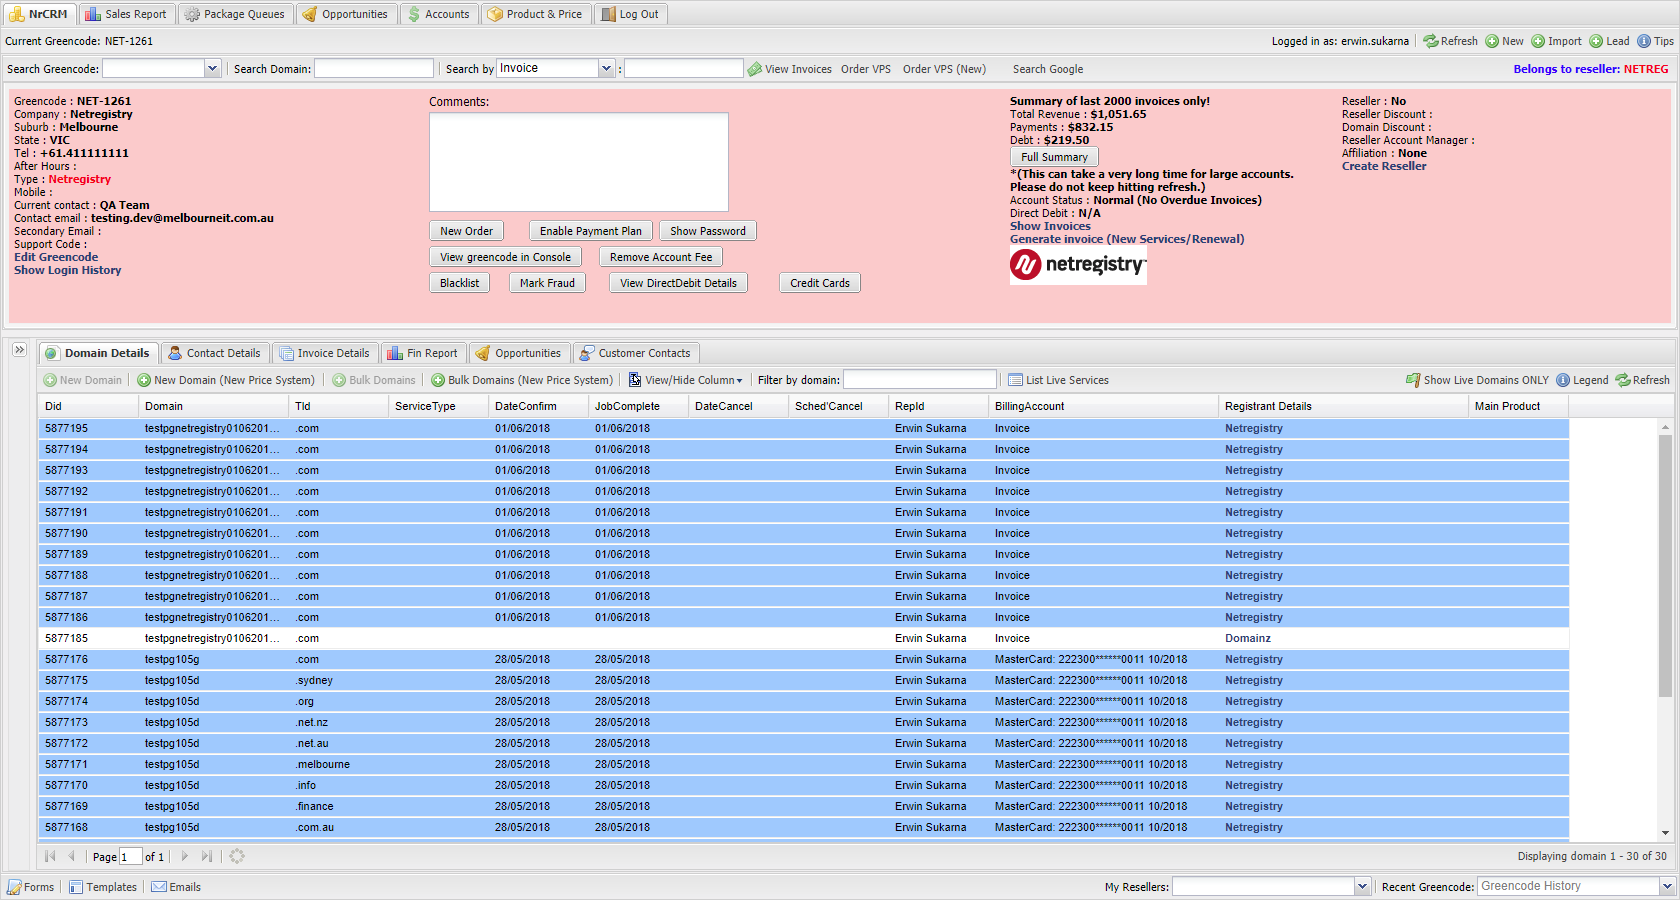 NrCRM Sales Report Package Queues Opportunities Accounts Product & Price Log Out
Current Greencode: NET-1261 Logged in as: erwin.sukarna Refresh New Import Lead Tips
Search Greencode: Search Domain: Search by Invoice : View Invoices Order VPS Order VPS (New) Search Google Belongs to reseller: NETREG
Greencode : NET-1261
Company : Netregistry
Suburb : Melbourne
State : VIC
Tel : +61.411111111
After Hours :
Type : Netregistry
Mobile :
Current contact : QA Team
Contact email : testing.dev@melbourneit.com.au
Secondary Email :
Support Code :
Edit Greencode
Show Login History
Comments:
New Order Enable Payment Plan Show Password
View greencode in Console Remove Account Fee
Blacklist Mark Fraud View DirectDebit Details Credit Cards
Summary of last 2000 invoices only!
Total Revenue : $1,051.65
Payments : $832.15
Debt : $219.50
Full Summary
*(This can take a very long time for large accounts.
Please do not keep hitting refresh.)
Account Status : Normal (No Overdue Invoices)
Direct Debit : N/A
Show Invoices
Generate invoice (New Services/Renewal)
netregistry
Reseller : No
Reseller Discount :
Domain Discount :
Reseller Account Manager :
Affiliation : None
Create Reseller
Domain Details Contact Details Invoice Details Fin Report Opportunities Customer Contacts
New Domain New Domain (New Price System) Bulk Domains Bulk Domains (New Price System) View/Hide Column Filter by domain: List Live Services Show Live Domains ONLY Legend Refresh
Did Domain Tld ServiceType DateConfirm JobComplete DateCancel Sched'Cancel RepId BillingAccount Registrant Details Main Product
5877195 testpgnetregistry0106201... .com 01/06/2018 01/06/2018 Erwin Sukarna Invoice Netregistry
5877194 testpgnetregistry0106201... .com 01/06/2018 01/06/2018 Erwin Sukarna Invoice Netregistry
5877193 testpgnetregistry0106201... .com 01/06/2018 01/06/2018 Erwin Sukarna Invoice Netregistry
5877192 testpgnetregistry0106201... .com 01/06/2018 01/06/2018 Erwin Sukarna Invoice Netregistry
5877191 testpgnetregistry0106201... .com 01/06/2018 01/06/2018 Erwin Sukarna Invoice Netregistry
5877190 testpgnetregistry0106201... .com 01/06/2018 01/06/2018 Erwin Sukarna Invoice Netregistry
5877189 testpgnetregistry0106201... .com 01/06/2018 01/06/2018 Erwin Sukarna Invoice Netregistry
5877188 testpgnetregistry0106201... .com 01/06/2018 01/06/2018 Erwin Sukarna Invoice Netregistry
5877187 testpgnetregistry0106201... .com 01/06/2018 01/06/2018 Erwin Sukarna Invoice Netregistry
5877186 testpgnetregistry0106201... .com 01/06/2018 01/06/2018 Erwin Sukarna Invoice Netregistry
5877185 testpgnetregistry0106201... .com Erwin Sukarna Invoice Domainz
5877176 testpg105g .com 28/05/2018 28/05/2018 Erwin Sukarna MasterCard: 222300******0011 10/2018 Netregistry
5877175 testpg105d .sydney 28/05/2018 28/05/2018 Erwin Sukarna MasterCard: 222300******0011 10/2018 Netregistry
5877174 testpg105d .org 28/05/2018 28/05/2018 Erwin Sukarna MasterCard: 222300******0011 10/2018 Netregistry
5877173 testpg105d .net.nz 28/05/2018 28/05/2018 Erwin Sukarna MasterCard: 222300******0011 10/2018 Netregistry
5877172 testpg105d .net.au 28/05/2018 28/05/2018 Erwin Sukarna MasterCard: 222300******0011 10/2018 Netregistry
5877171 testpg105d .melbourne 28/05/2018 28/05/2018 Erwin Sukarna MasterCard: 222300******0011 10/2018 Netregistry
5877170 testpg105d .info 28/05/2018 28/05/2018 Erwin Sukarna MasterCard: 222300******0011 10/2018 Netregistry
5877169 testpg105d .finance 28/05/2018 28/05/2018 Erwin Sukarna MasterCard: 222300******0011 10/2018 Netregistry
5877168 testpg105d .com.au 28/05/2018 28/05/2018 Erwin Sukarna MasterCard: 222300******0011 10/2018 Netregistry
Page 1 of 1 Displaying domain 1 - 30 of 30
Forms Templates Emails My Resellers: Recent Greencode: Greencode History